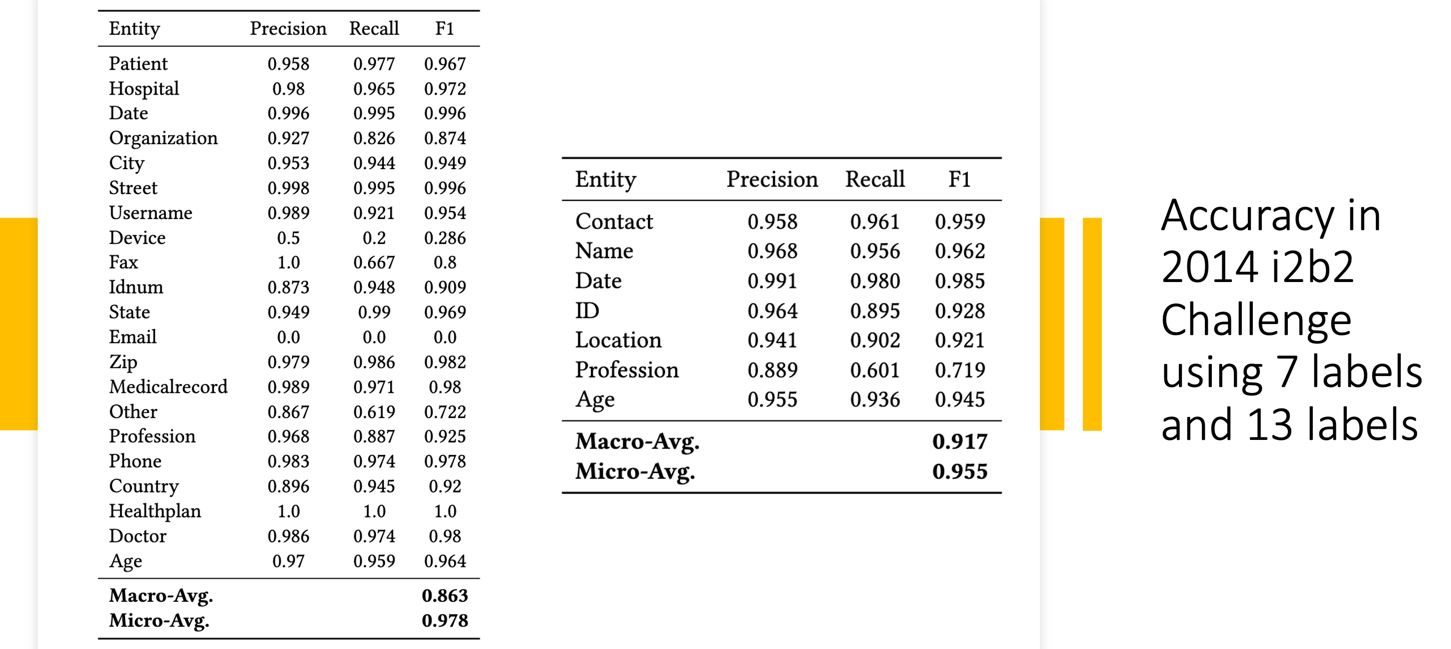 Entity Precision Recall F1
Patient 0.958 0.977 0.967
Hospital 0.98 0.965 0.972
Date 0.996 0.995 0.996
Organization 0.927 0.826 0.874
City 0.953 0.944 0.949
Street 0.998 0.995 0.996
Username 0.989 0.921 0.954
Device 0.5 0.2 0.286
Fax 1.0 0.667 0.8
Idnum 0.873 0.948 0.909
State 0.949 0.99 0.969
Email 0.0 0.0 0.0
Zip 0.979 0.986 0.982
Medicalrecord 0.989 0.971 0.98
Other 0.867 0.619 0.722
Profession 0.968 0.887 0.925
Phone 0.983 0.974 0.978
Country 0.896 0.945 0.92
Healthplan 1.0 1.0 1.0
Doctor 0.986 0.974 0.98
Age 0.97 0.959 0.964
Macro-Avg. 0.863
Micro-Avg. 0.978
Entity Precision Recall F1
Contact 0.958 0.961 0.959
Name 0.968 0.956 0.962
Date 0.991 0.980 0.985
ID 0.964 0.895 0.928
Location 0.941 0.902 0.921
Profession 0.889 0.601 0.719
Age 0.955 0.936 0.945
Macro-Avg. 0.917
Micro-Avg. 0.955
Accuracy in
2014 i2b2
Challenge
using 7 labels
and 13 labels